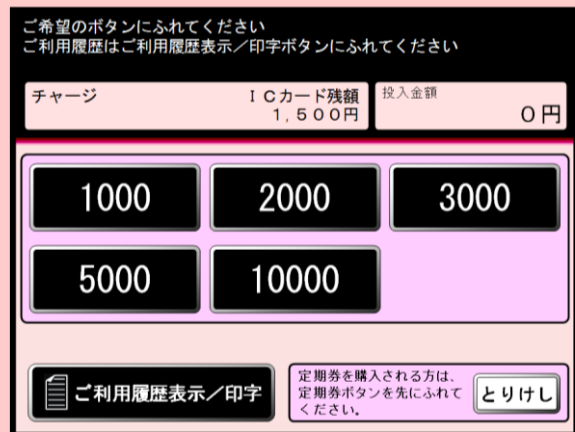 ご希望のボタンにふれてください
ご利用履歴はご利用履歴表示／印字ボタンにふれてください
チャージ
ＩＣカード残額
1,500円
投入金額
0円
1000
2000
3000
5000
10000
ご利用履歴表示／印字
定期券を購入される方は、
定期券ボタンを先にふれて
ください。
とりけし